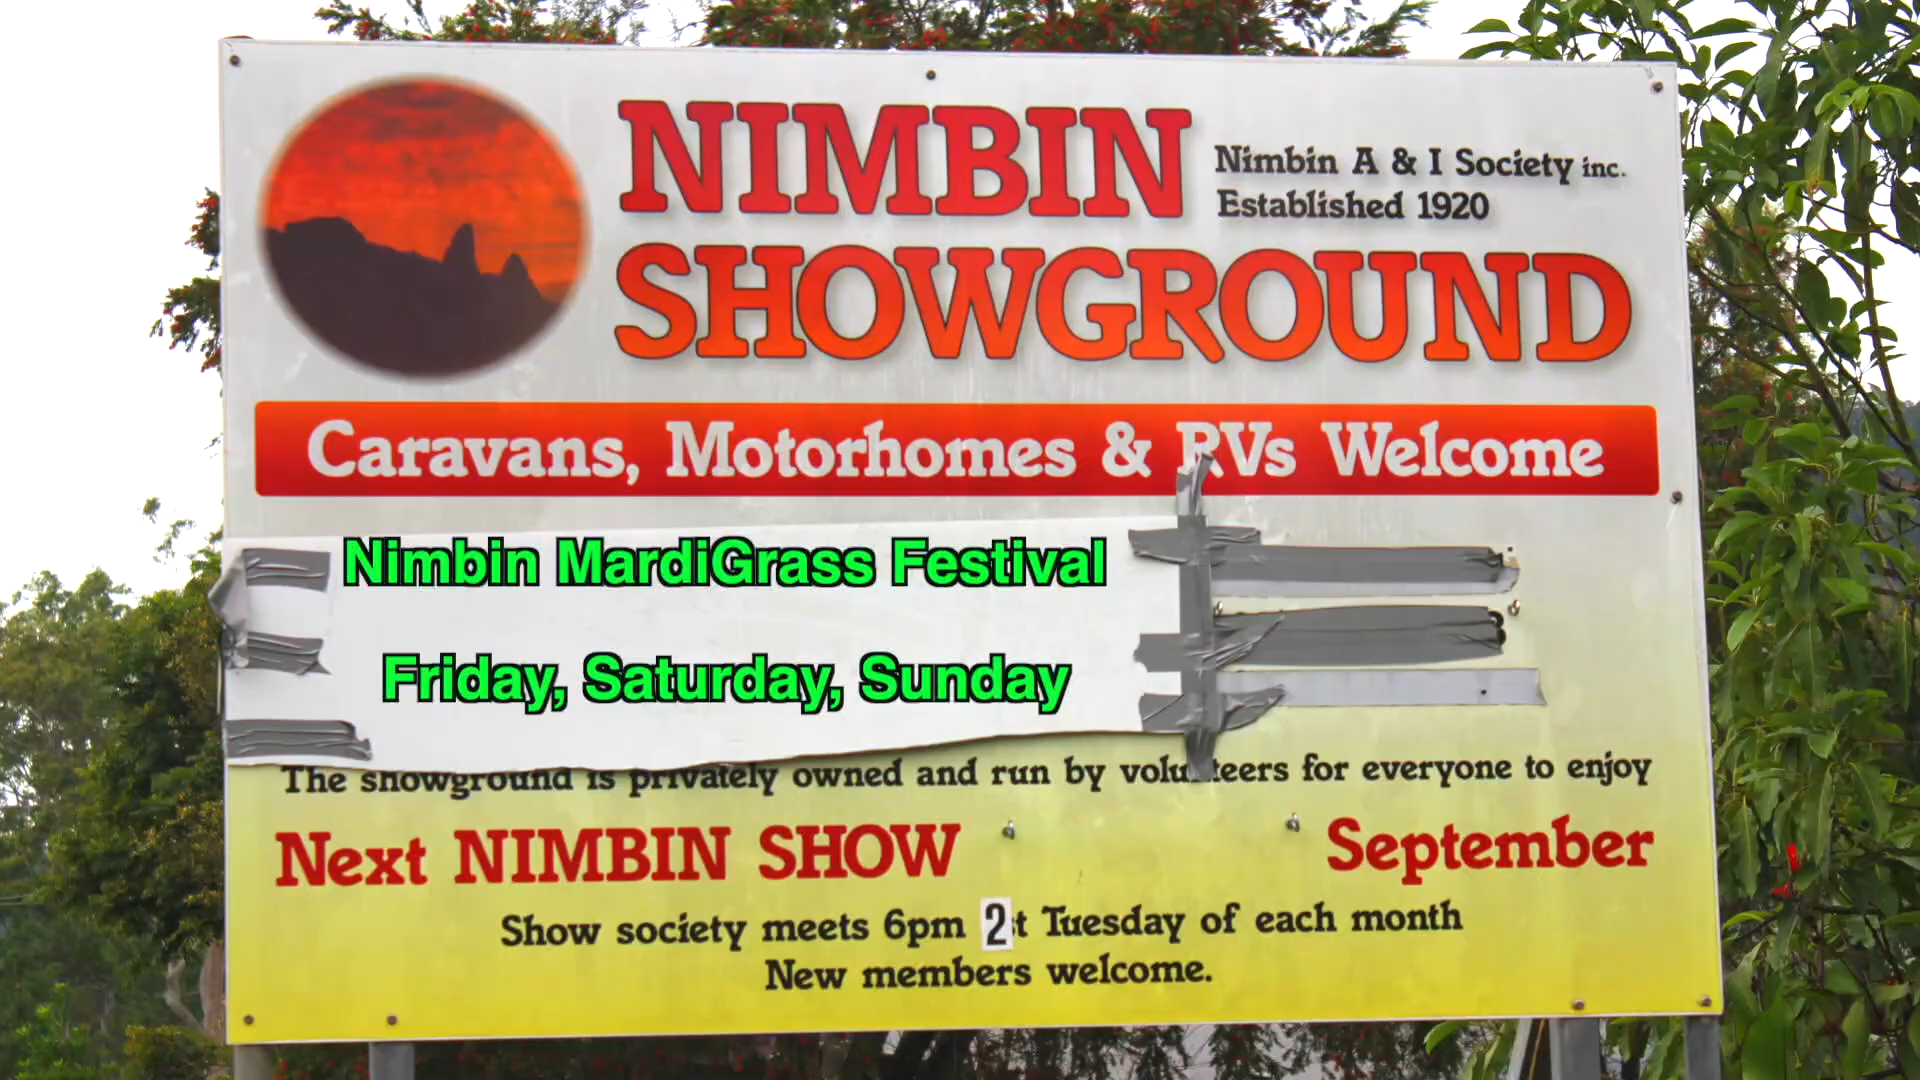 NIMBIN
Nimbin A & I Society inc.
Established 1920
SHOWGROUND
Caravans, Motorhomes & RVs Welcome
Nimbin MardiGrass Festival
Friday, Saturday, Sunday
The showground is privately owned and run by volunteers for everyone to enjoy
Next NIMBIN SHOW September
Show society meets 6pm 2t Tuesday of each month
New members welcome.